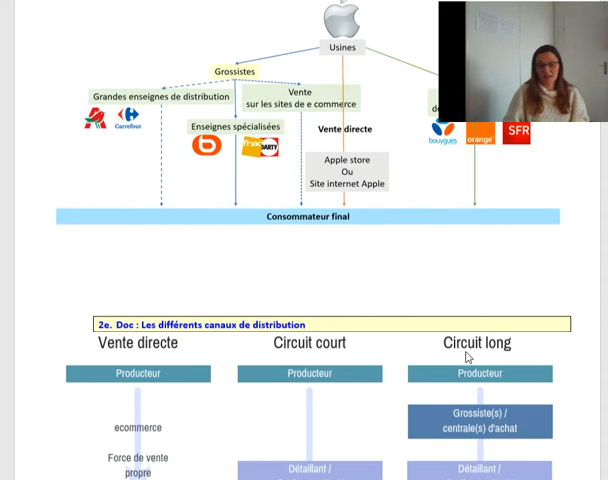 Usines
Grossistes
Grandes enseignes de distribution
Vente
sur les sites de e commerce
Auchan
Carrefour
Enseignes spécialisées
Vente directe
b
fnac
DARTY
bouygues
orange
SFR
Apple store
Ou
Site internet Apple
Consommateur final
2e. Doc : Les différents canaux de distribution
Vente directe
Circuit court
Circuit long
Producteur
Producteur
Producteur
Grossiste(s) /
centrale(s) d'achat
ecommerce
Force de vente
propre
Détaillant /
Détaillant /